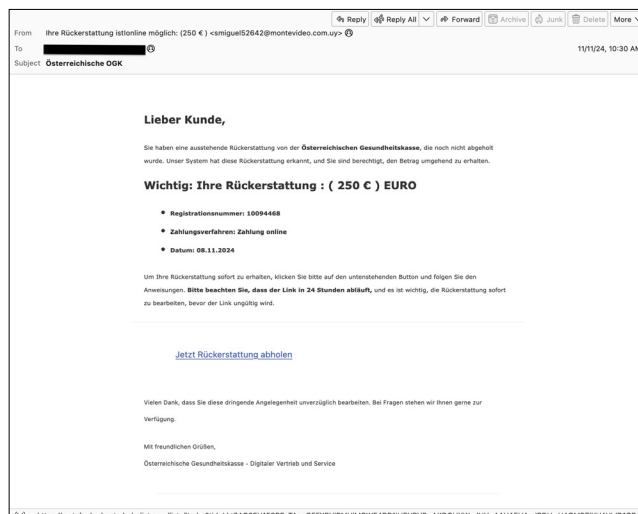 Reply Reply All Forward Archive Junk Delete More
From Ihre Rückerstattung istlonline möglich: (250 € ) <smiguel52642@montevideo.com.uy>
To 11/11/24, 10:30 AM
Subject Österreichische OGK
Lieber Kunde,
Sie haben eine ausstehende Rückerstattung von der Österreichischen Gesundheitskasse, die noch nicht abgeholt
wurde. Unser System hat diese Rückerstattung erkannt, und Sie sind berechtigt, den Betrag umgehend zu erhalten.
Wichtig: Ihre Rückerstattung : ( 250 € ) EURO
Registrationsnummer: 10094468
Zahlungsverfahren: Zahlung online
Datum: 08.11.2024
Um Ihre Rückerstattung sofort zu erhalten, klicken Sie bitte auf den untenstehenden Button und folgen Sie den
Anweisungen. Bitte beachten Sie, dass der Link in 24 Stunden abläuft, und es ist wichtig, die Rückerstattung sofort
zu bearbeiten, bevor der Link ungültig wird.
Jetzt Rückerstattung abholen
Vielen Dank, dass Sie diese dringende Angelegenheit unverzüglich bearbeiten. Bei Fragen stehen wir Ihnen gerne zur
Verfügung.
Mit freundlichen Grüßen,
Österreichische Gesundheitskasse - Digitaler Vertrieb und Service